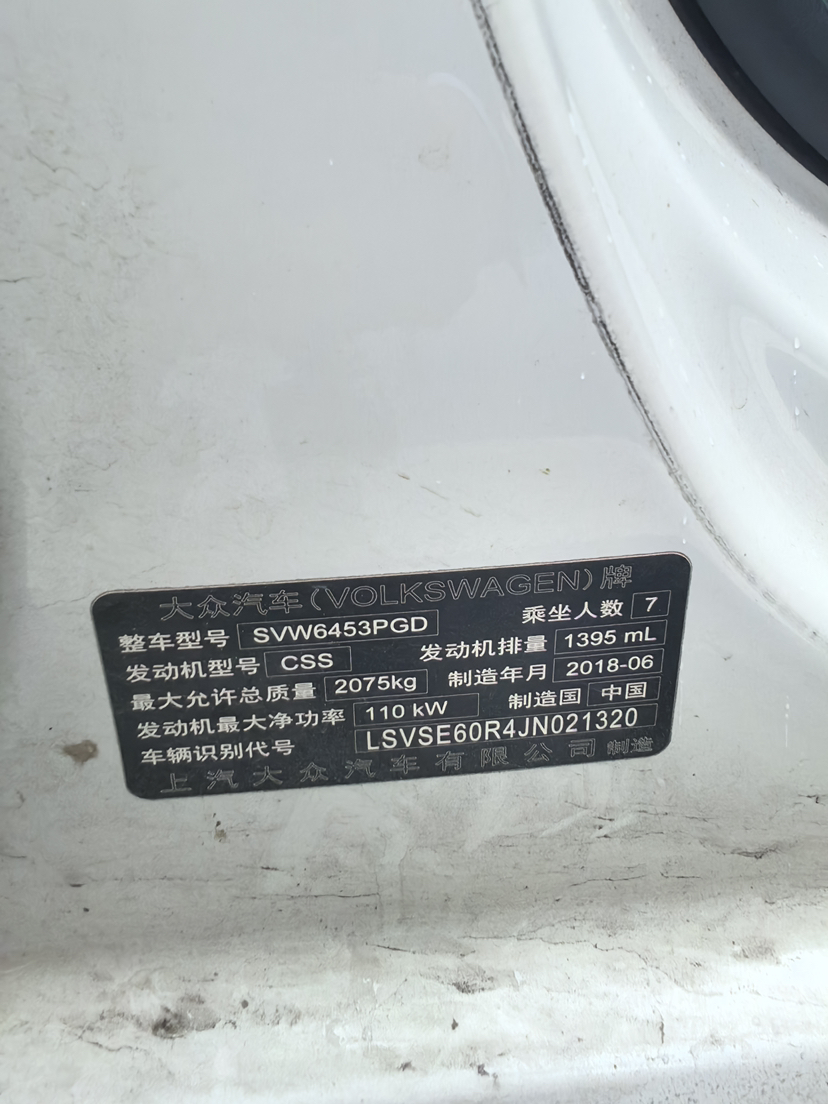 大众汽车(VOLKSWAGEN)牌
整车型号 SVW6453PGD 乘坐人数 7
发动机型号 CSS 发动机排量 1395 mL
最大允许总质量 2075kg 制造年月 2018-06
发动机最大净功率 110 kW 制造国 中国
车辆识别代号 LSVSE60R4JN021320
上汽大众汽车有限公司 制造